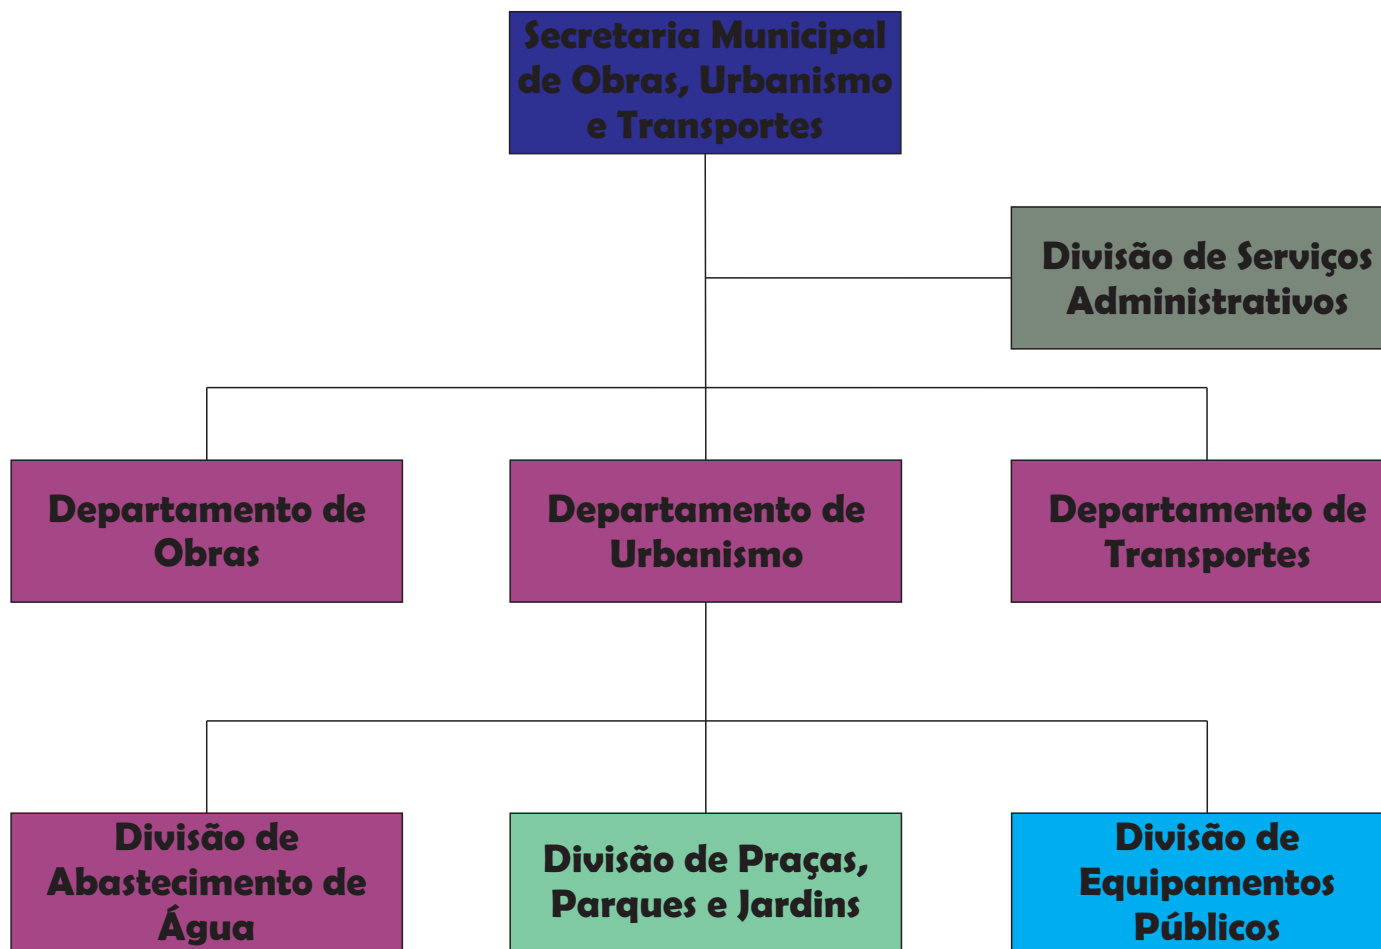 Secretaria Municipal
de Obras, Urbanismo
e Transportes
Divisão de Serviços
Administrativos
Departamento de
Obras
Departamento de
Urbanismo
Departamento de
Transportes
Divisão de
Abastecimento de
Água
Divisão de Praças,
Parques e Jardins
Divisão de
Equipamentos
Públicos